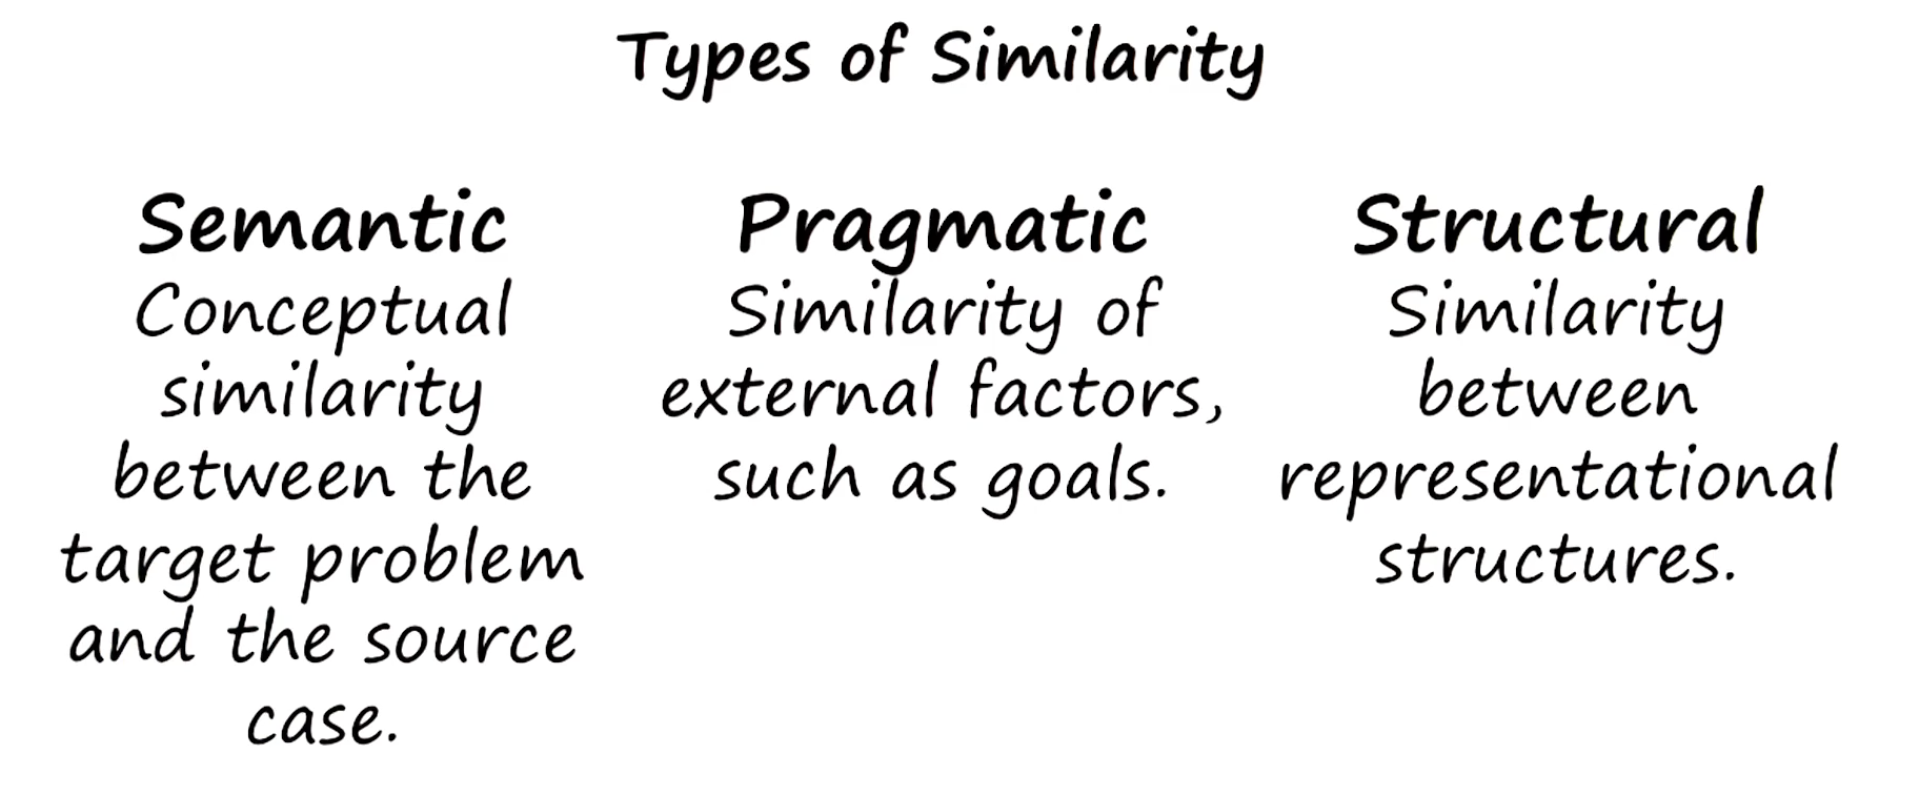 Types of Similarity
Semantic
Conceptual
similarity
between the
target problem
and the source
case.
Pragmatic
Similarity of
external factors,
such as goals.
Structural
Similarity
between
representational
structures.